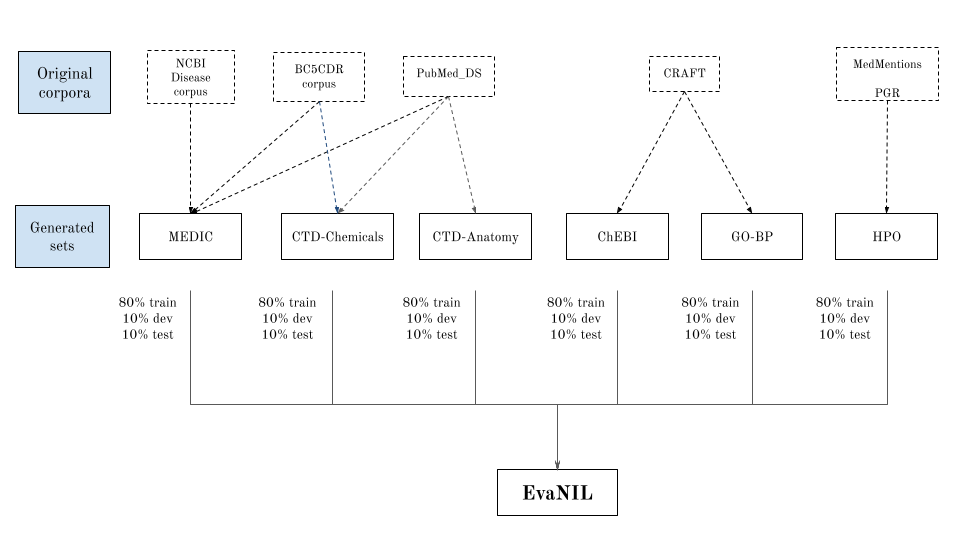 Original
corpora
NCBI
Disease
corpus
BC5CDR
corpus
PubMed_DS
CRAFT
MedMentions
PGR
Generated
sets
MEDIC
CTD-Chemicals
CTD-Anatomy
ChEBI
GO-BP
HPO
80% train
10% dev
10% test
80% train
10% dev
10% test
80% train
10% dev
10% test
80% train
10% dev
10% test
80% train
10% dev
10% test
80% train
10% dev
10% test
EvaNIL